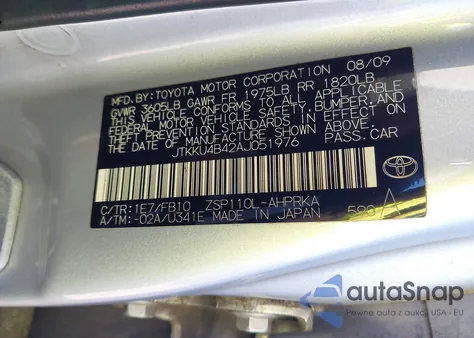 MFD.BY:TOYOTA MOTOR CORPORATION 08/09
GVWR 3605LB GAWR FR 1975LB RR 1820LB
THIS VEHICLE CONFORMS TO ALL APPLICABLE
FEDERAL MOTOR VEHICLE SAFETY, BUMPER, AND
THEFT PREVENTION STANDARDS IN EFFECT ON
THE DATE OF MANUFACTURE SHOWN ABOVE.
JTKKU4B42AJ051976 PASS.CAR
C/TR: 1E7/FB10 ZSP110L-AHPRKA
A/TM: -02A/U341E MADE IN JAPAN 590 A
TOYOTA
autoSnap
Pewne auta z aukcji USA - EU